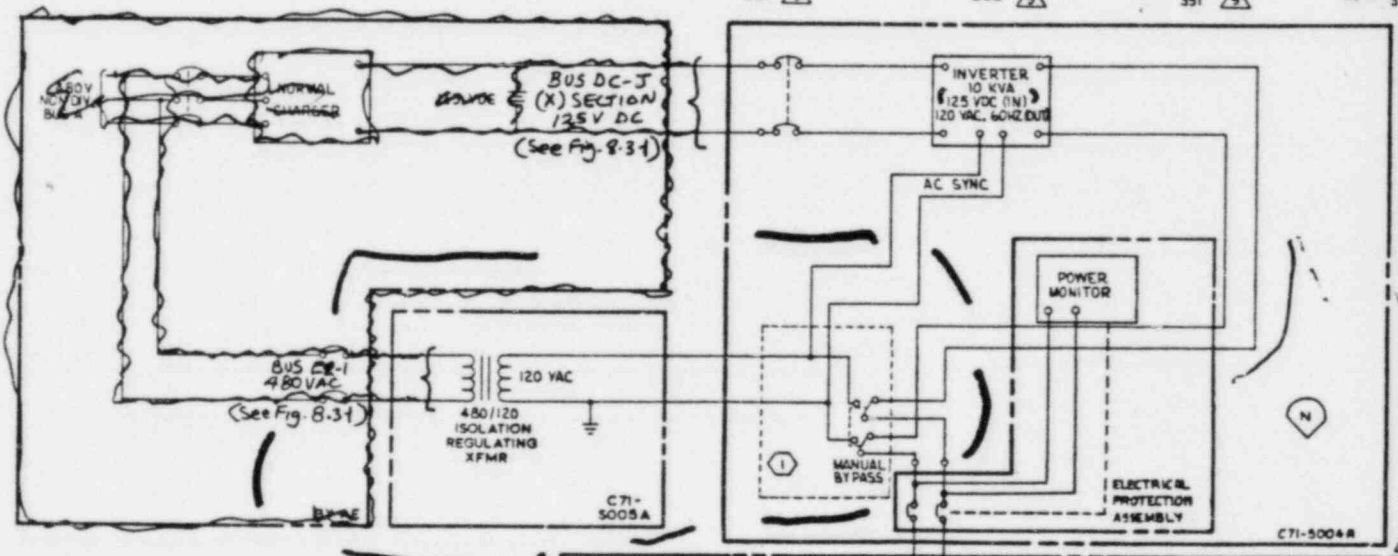 NORMAL
CHARGER
BUS DC-J
(X) SECTION
125V DC
(See Fig. 8.3-1)
INVERTER
10 KVA
125 VDC (IN)
120 VAC, 60HZ OUT
AC SYNC
POWER
MONITOR
BUS ER-1
480VAC
(See Fig. 8.3-1)
120 VAC
480/120
ISOLATION
REGULATING
XFMR
C71-
5005A
1
MANUAL
BYPASS
ELECTRICAL
PROTECTION
ASSEMBLY
N
C71-5004A